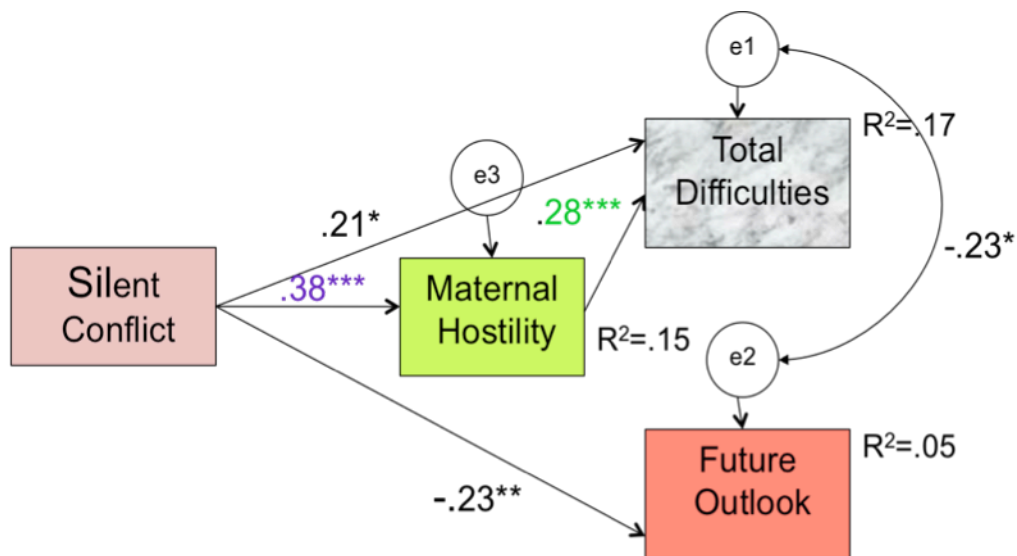 e1
R²=.17
Total
Difficulties
e3
.28***
.21*
-.23*
Silent
Conflict
.38***
Maternal
Hostility
R²=.15
e2
R²=.05
Future
Outlook
-.23**